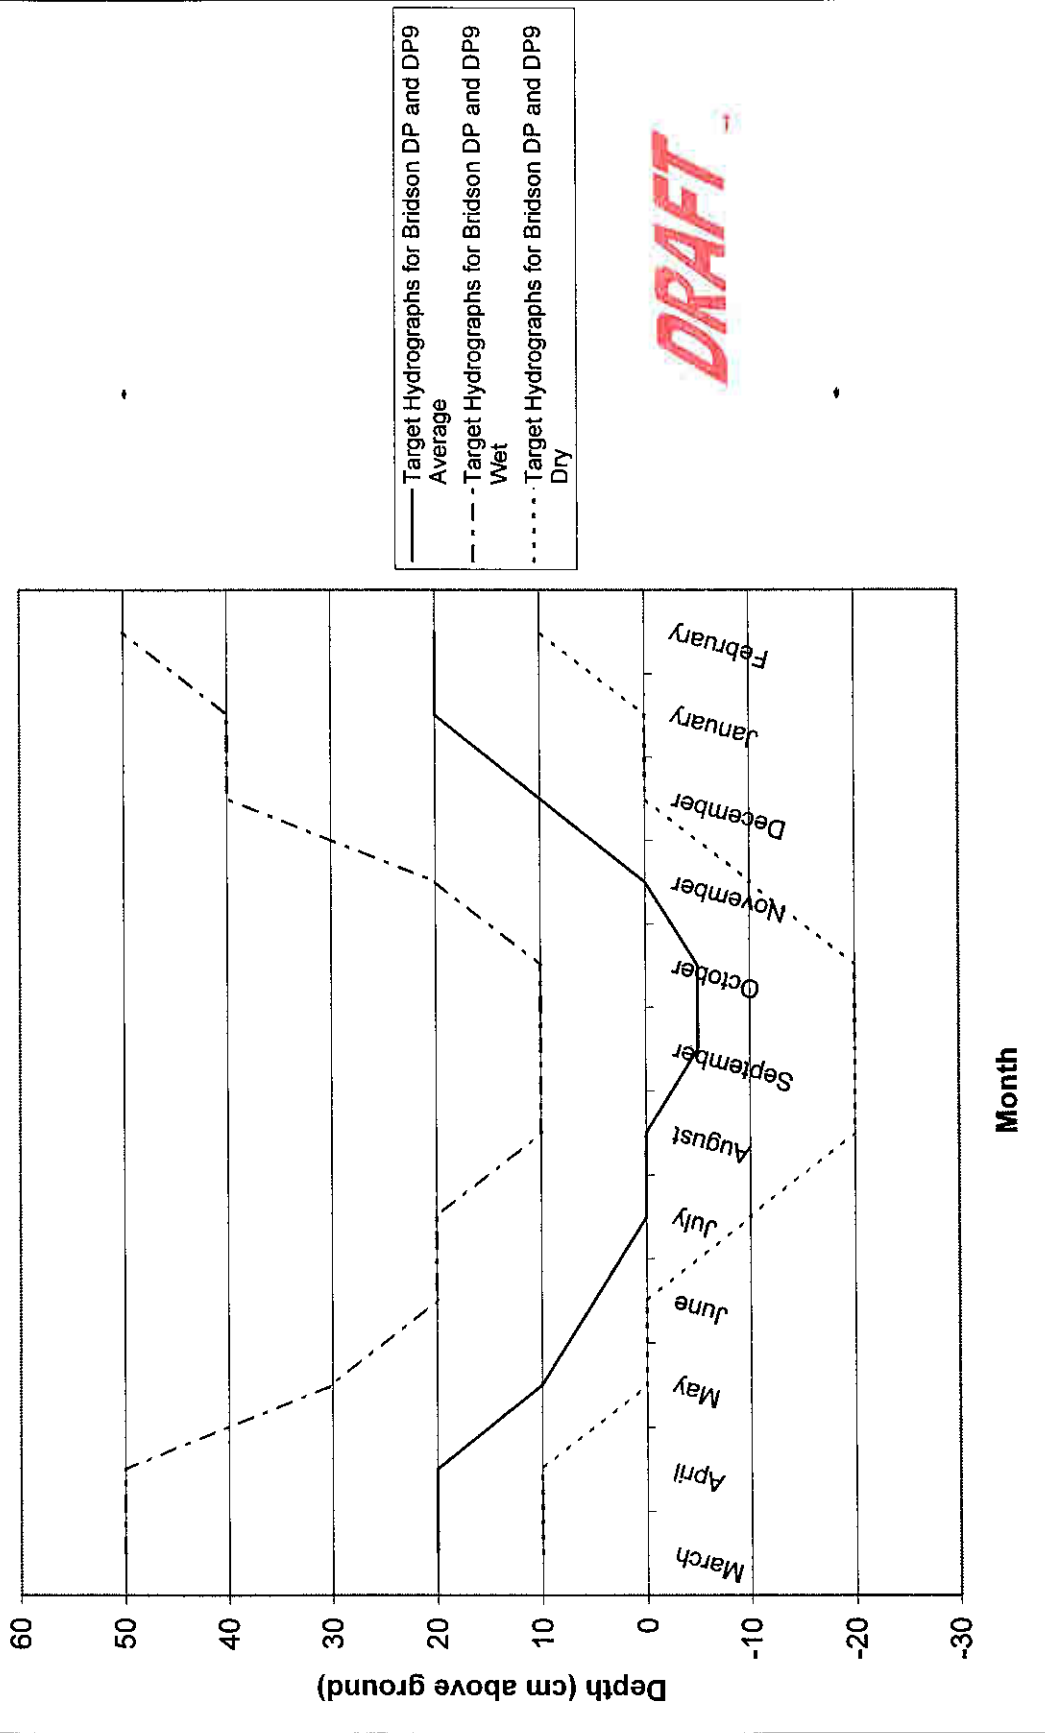 Target Hydrographs for Bridson DP and DP9
Average
Target Hydrographs for Bridson DP and DP9
Wet
Target Hydrographs for Bridson DP and DP9
Dry
DRAFT
Depth (cm above ground)
60
50
40
30
20
10
0
-10
-20
-30
March
April
May
June
July
August
September
October
November
December
January
February
Month